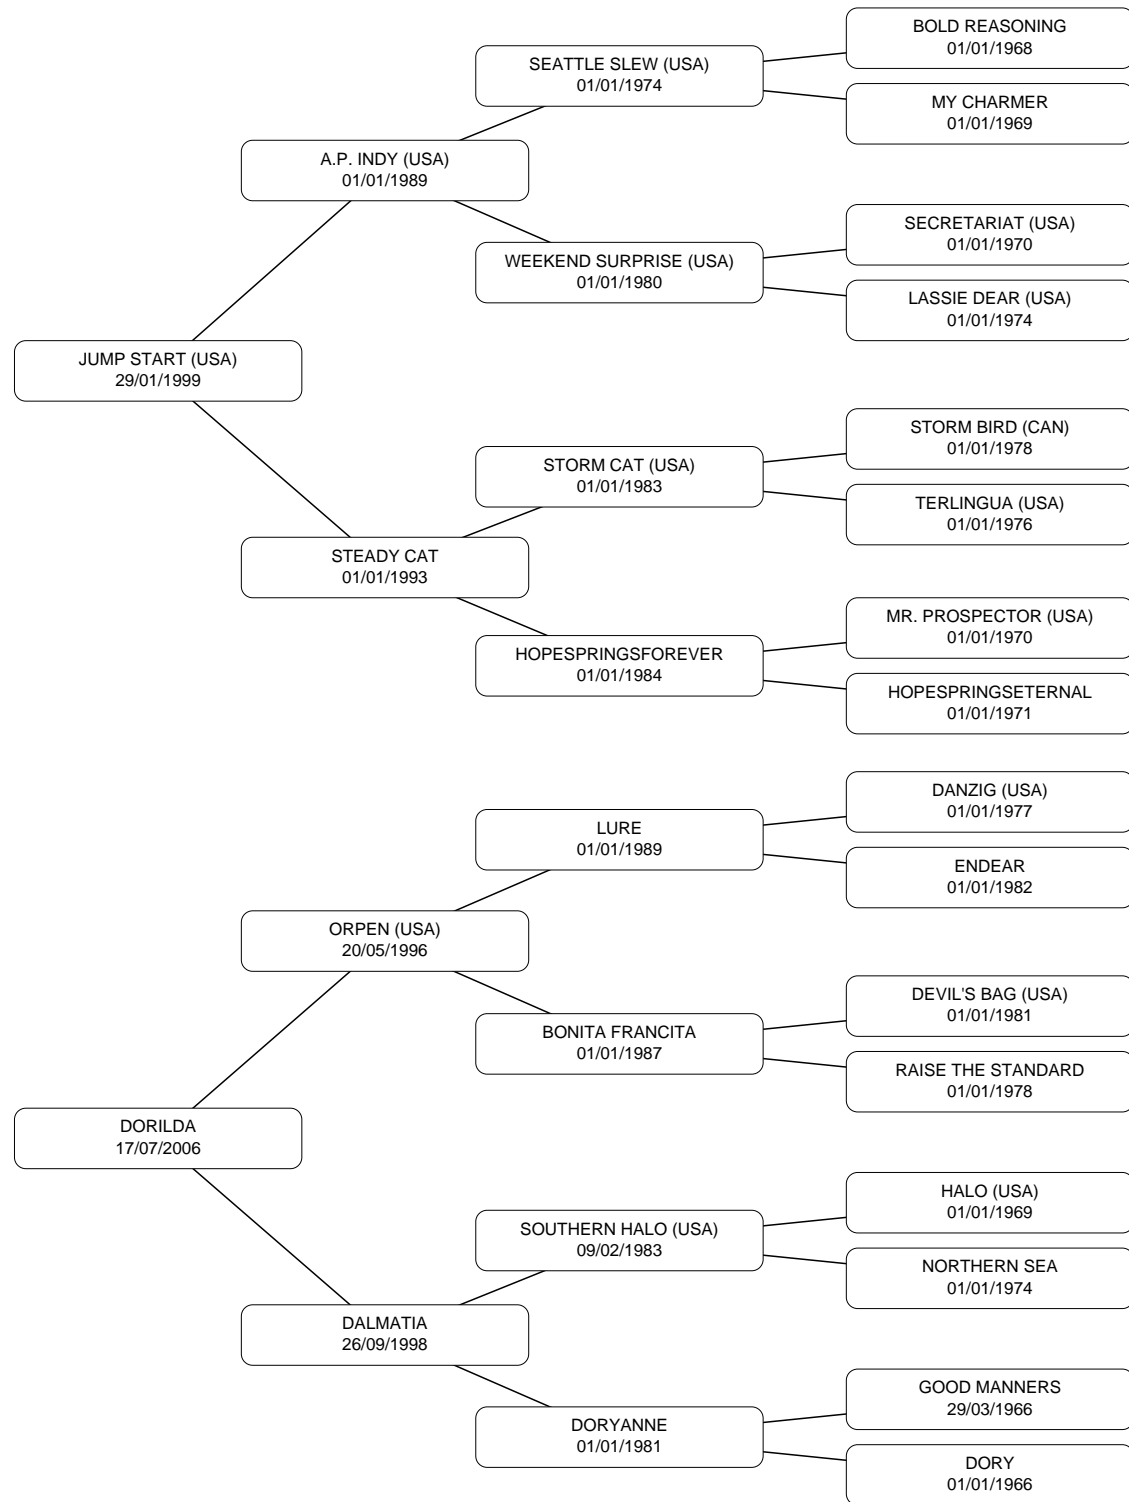 BOLD REASONING
01/01/1968
SEATTLE SLEW (USA)
01/01/1974
MY CHARMER
01/01/1969
A.P. INDY (USA)
01/01/1989
SECRETARIAT (USA)
01/01/1970
WEEKEND SURPRISE (USA)
01/01/1980
LASSIE DEAR (USA)
01/01/1974
JUMP START (USA)
29/01/1999
STORM BIRD (CAN)
01/01/1978
STORM CAT (USA)
01/01/1983
TERLINGUA (USA)
01/01/1976
STEADY CAT
01/01/1993
MR. PROSPECTOR (USA)
01/01/1970
HOPESPRINGSFOREVER
01/01/1984
HOPESPRINGSETERNAL
01/01/1971
DANZIG (USA)
01/01/1977
LURE
01/01/1989
ENDEAR
01/01/1982
ORPEN (USA)
20/05/1996
DEVIL'S BAG (USA)
01/01/1981
BONITA FRANCITA
01/01/1987
RAISE THE STANDARD
01/01/1978
DORILDA
17/07/2006
HALO (USA)
01/01/1969
SOUTHERN HALO (USA)
09/02/1983
NORTHERN SEA
01/01/1974
DALMATIA
26/09/1998
GOOD MANNERS
29/03/1966
DORYANNE
01/01/1981
DORY
01/01/1966